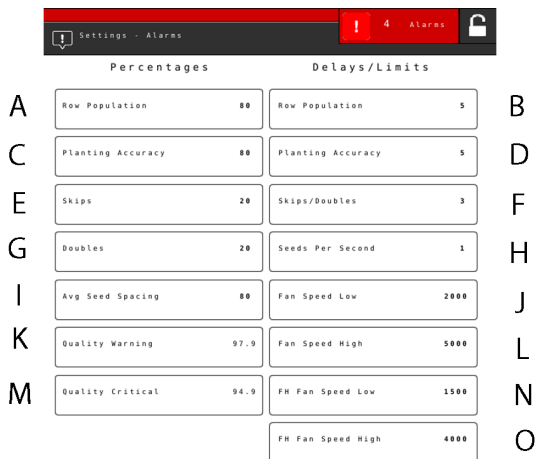 ! 4 Alarms
! Settings - Alarms
Percentages Delays/Limits
A Row Population 80 Row Population 5 B
C Planting Accuracy 80 Planting Accuracy 5 D
E Skips 20 Skips/Doubles 3 F
G Doubles 20 Seeds Per Second 1 H
I Avg Seed Spacing 80 Fan Speed Low 2000 J
K Quality Warning 97.9 Fan Speed High 5000 L
M Quality Critical 94.9 FH Fan Speed Low 1500 N
FH Fan Speed High 4000 O